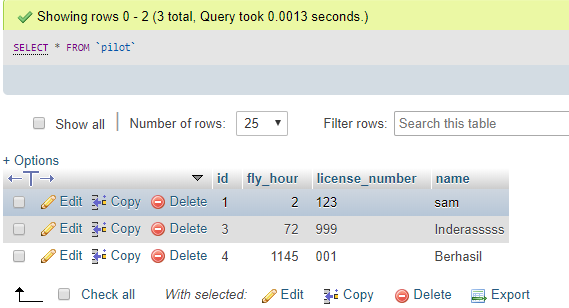 Showing rows 0 - 2 (3 total, Query took 0.0013 seconds.)
SELECT * FROM `pilot`
Show all Number of rows: 25 Filter rows: Search this table
+ Options
id fly_hour license_number name
Edit Copy Delete 1 2 123 sam
Edit Copy Delete 3 72 999 Inderasssss
Edit Copy Delete 4 1145 001 Berhasil
Check all With selected: Edit Copy Delete Export